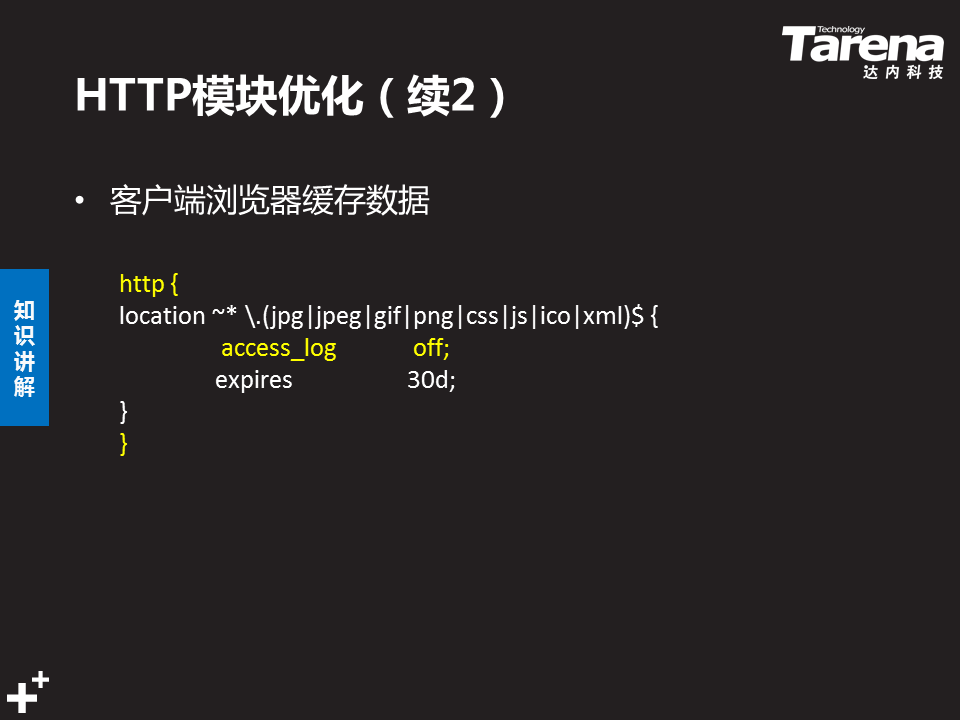 Technology
Tarena
达内科技
HTTP模块优化（续2）
• 客户端浏览器缓存数据
知识讲解
http {
location ~* \.(jpg|jpeg|gif|png|css|js|ico|xml)$ {
access_log off;
expires 30d;
}
}